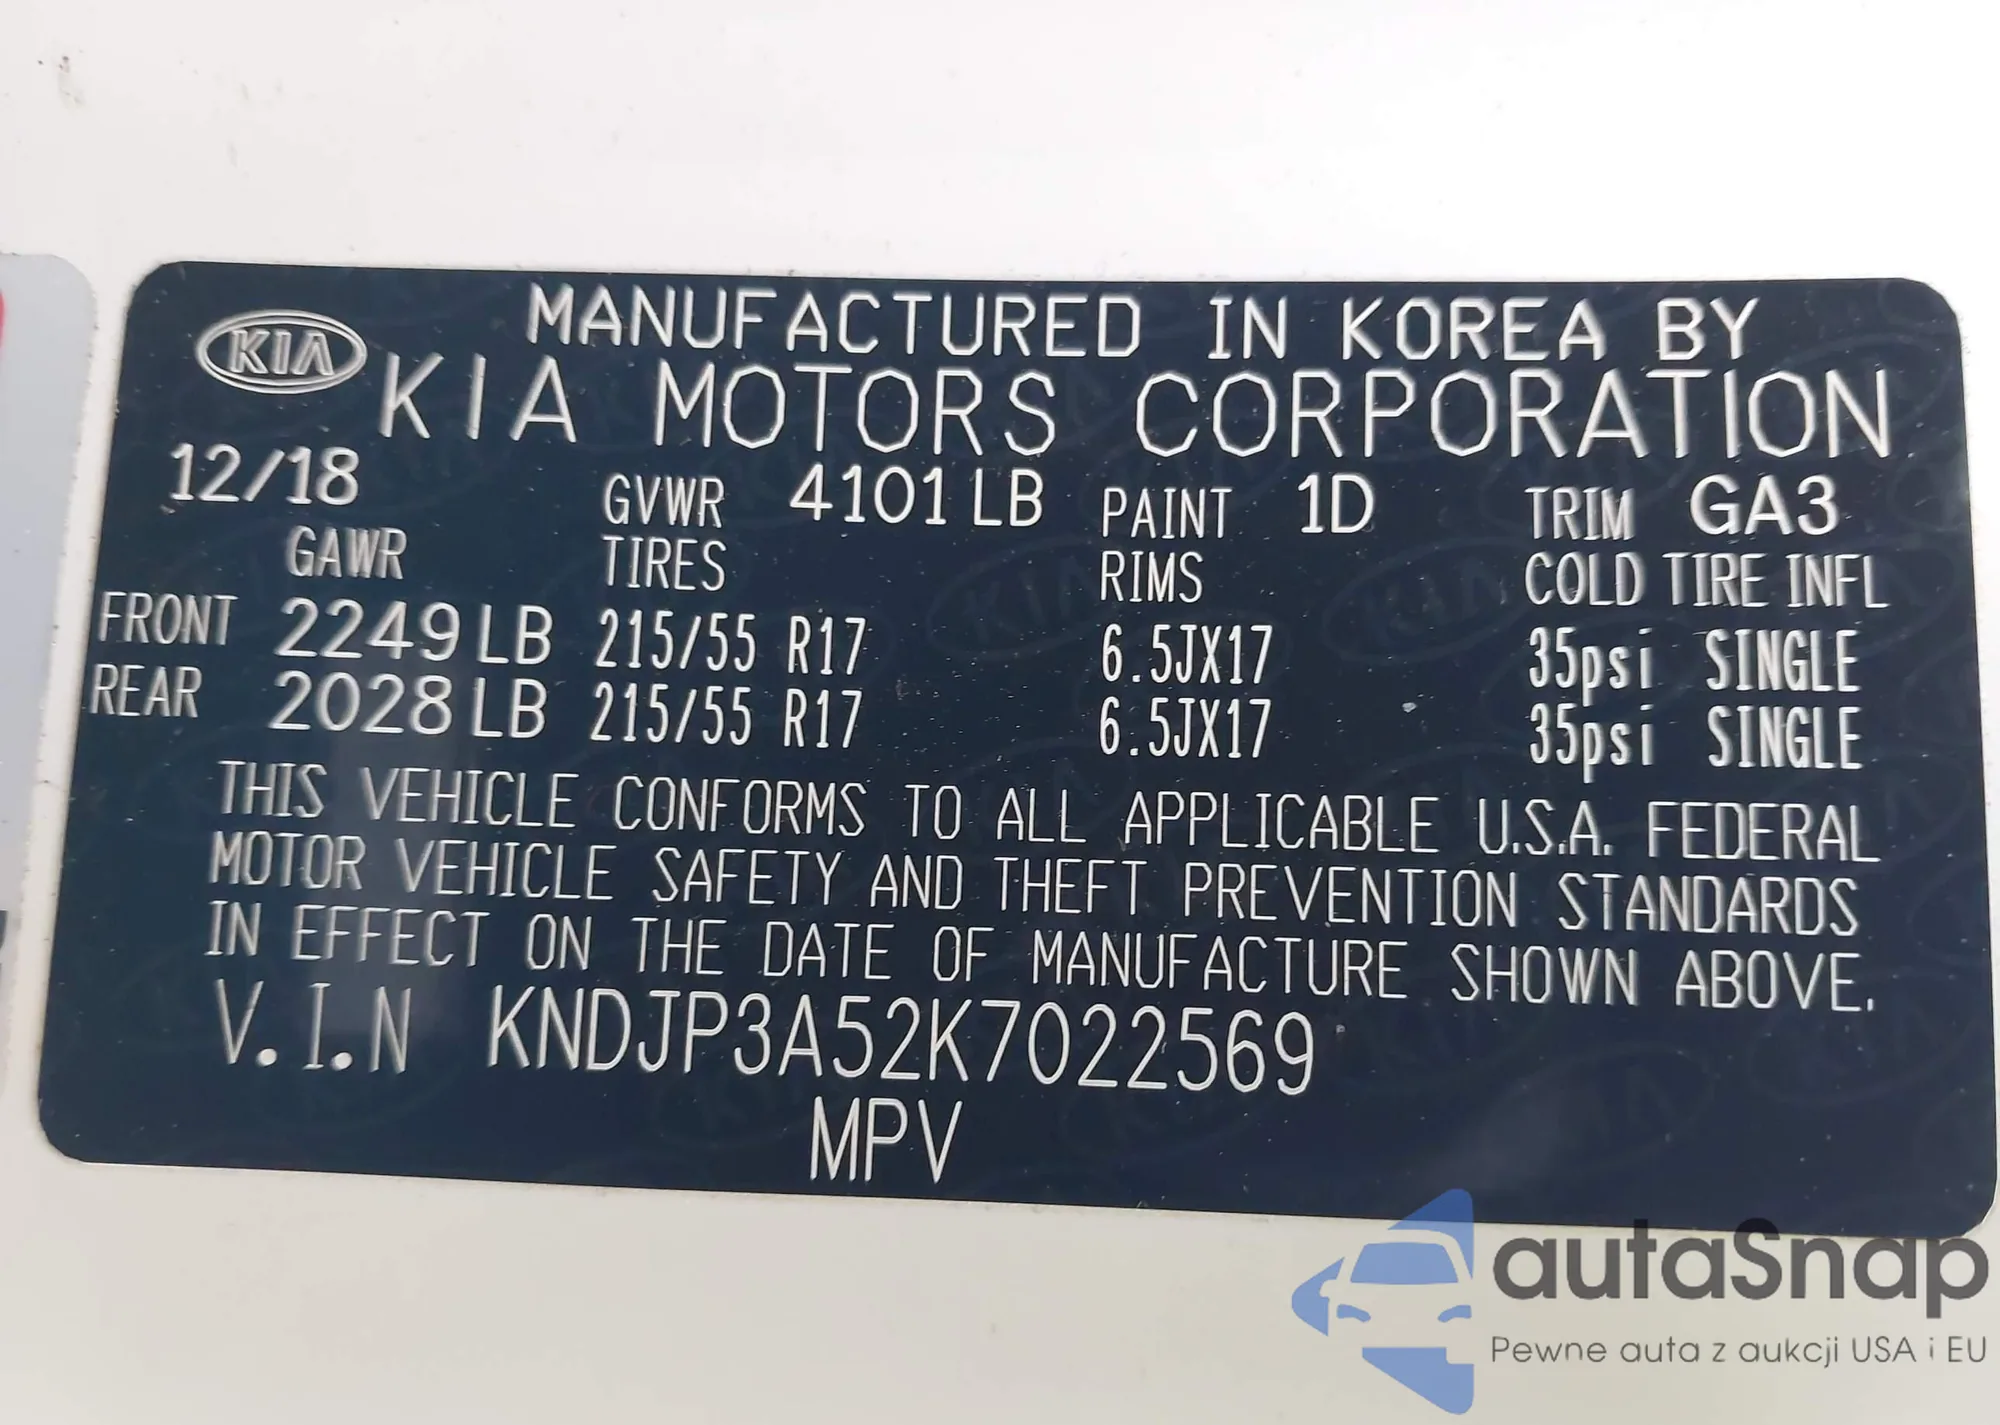 KIA
MANUFACTURED IN KOREA BY
KIA MOTORS CORPORATION
12/18 GVWR 4101 LB PAINT 1D TRIM GA3
GAWR TIRES RIMS COLD TIRE INFL
FRONT 2249 LB 215/55 R17 6.5JX17 35psi SINGLE
REAR 2028 LB 215/55 R17 6.5JX17 35psi SINGLE
THIS VEHICLE CONFORMS TO ALL APPLICABLE U.S.A. FEDERAL
MOTOR VEHICLE SAFETY AND THEFT PREVENTION STANDARDS
IN EFFECT ON THE DATE OF MANUFACTURE SHOWN ABOVE.
V.I.N KNDJP3A52K7022569
MPV
autaSnap
Pewne auta z aukcji USA i EU